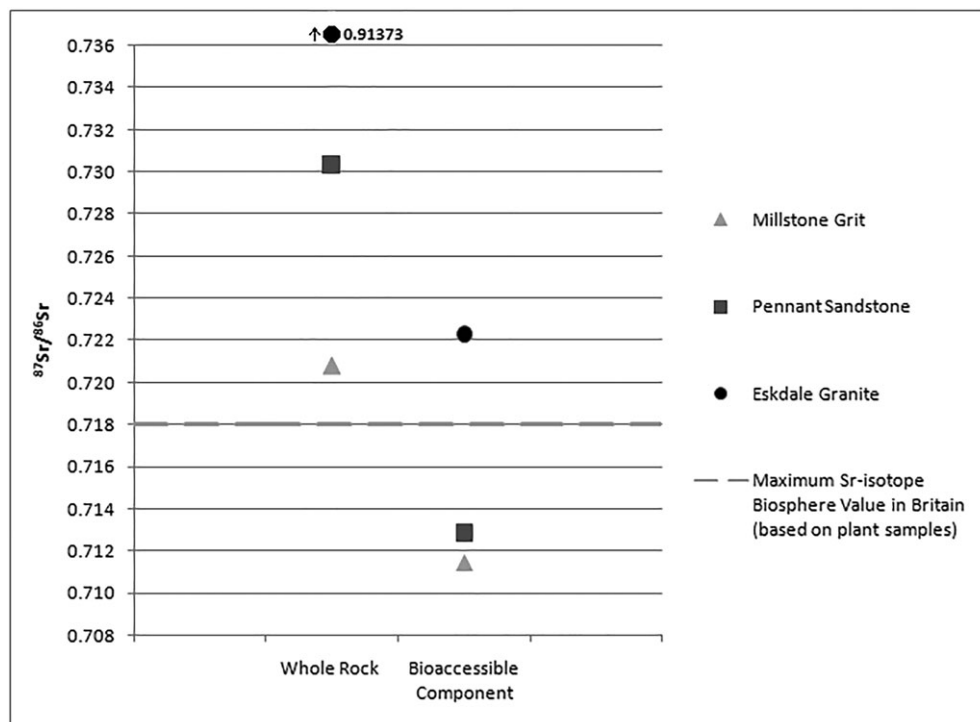 ↑ 0.91373
0.736
0.734
0.732
0.730
0.728
0.726
0.724
0.722
0.720
0.718
0.716
0.714
0.712
0.710
0.708
⁸⁷Sr/⁸⁶Sr
Whole Rock
Bioaccessible
Component
Millstone Grit
Pennant Sandstone
Eskdale Granite
Maximum Sr-isotope
Biosphere Value in Britain
(based on plant samples)